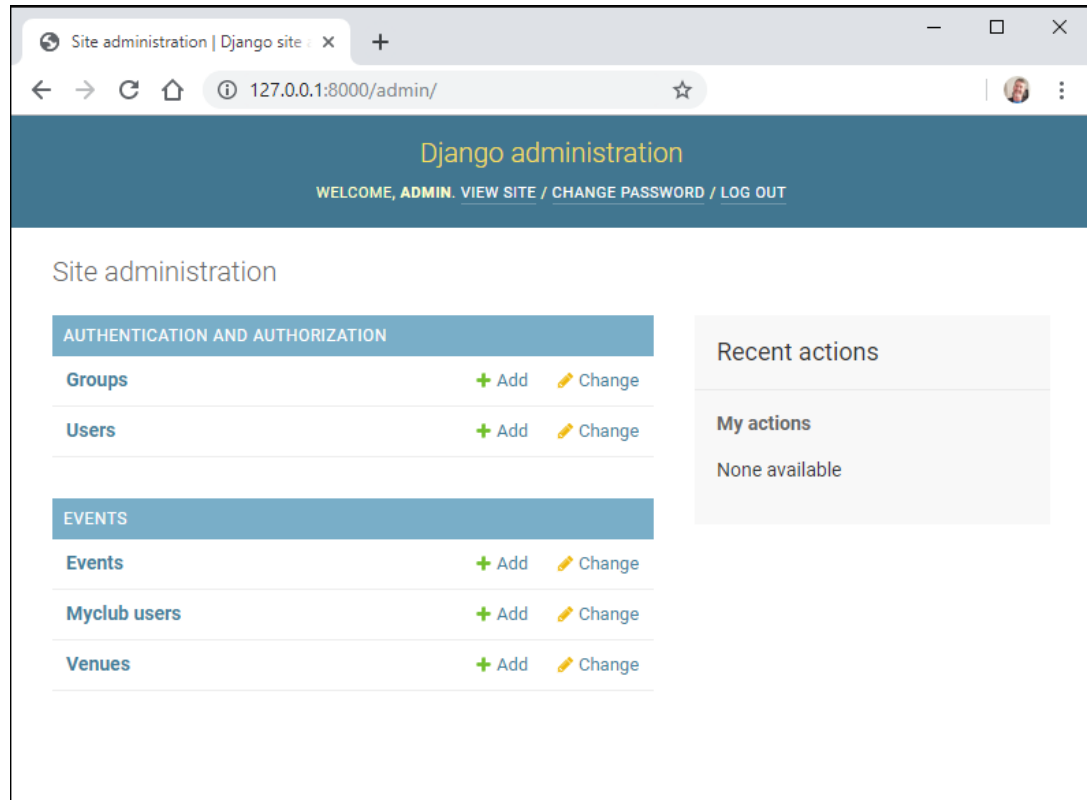 Site administration | Django site
127.0.0.1:8000/admin/
Django administration
WELCOME, ADMIN. VIEW SITE / CHANGE PASSWORD / LOG OUT
Site administration
AUTHENTICATION AND AUTHORIZATION
Groups + Add Change
Users + Add Change
EVENTS
Events + Add Change
Myclub users + Add Change
Venues + Add Change
Recent actions
My actions
None available